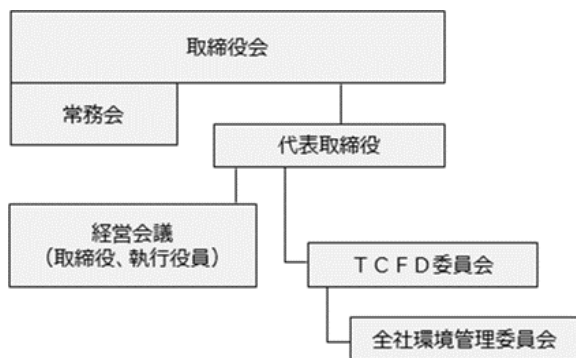 取締役会
常務会
代表取締役
経営会議
（取締役、執行役員）
ＴＣＦＤ委員会
全社環境管理委員会